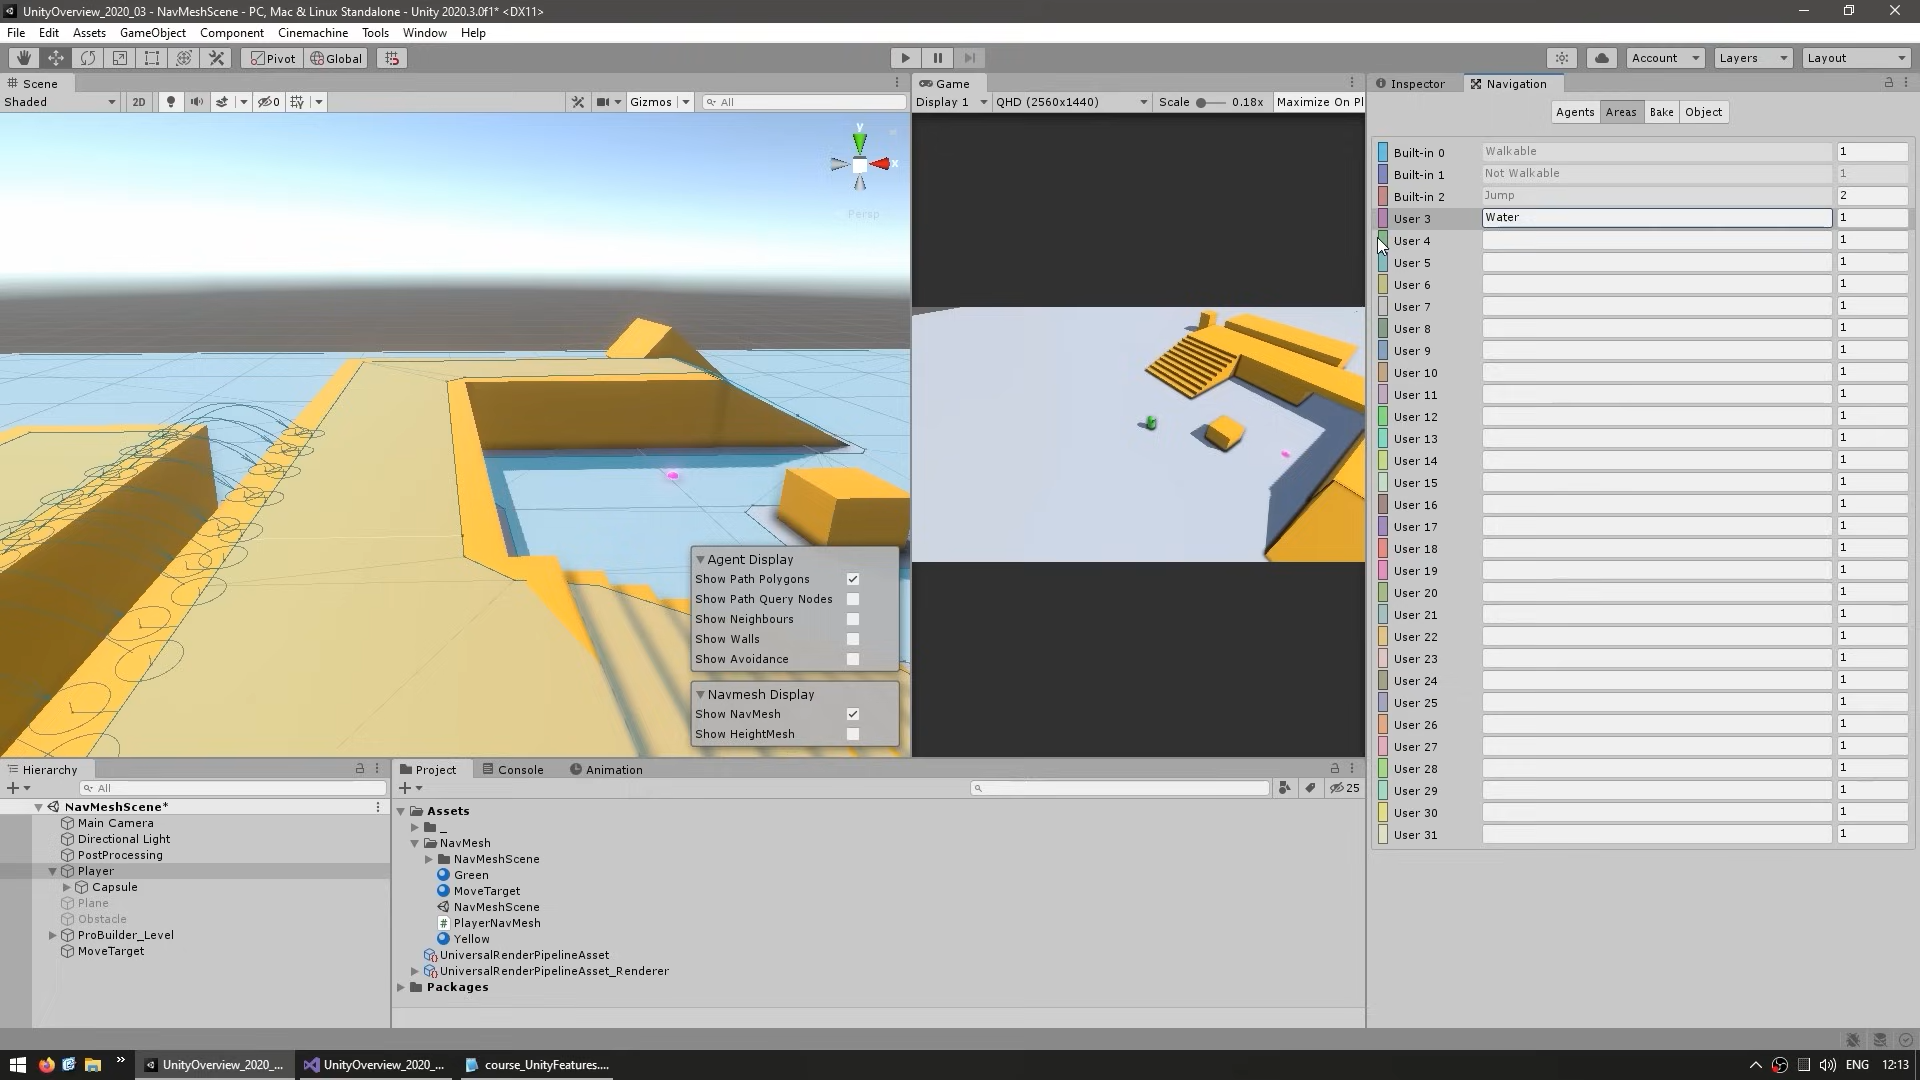 UnityOverview_2020_03 - NavMeshScene - PC, Mac & Linux Standalone - Unity 2020.3.0f1* <DX11>
File Edit Assets GameObject Component Cinemachine Tools Window Help
Pivot Global Account Layers Layout
Scene
Shaded 2D 0 Gizmos All
y
x
Persp
Game
Display 1 QHD (2560x1440) Scale 0.18x Maximize On Pl
Agent Display
Show Path Polygons
Show Path Query Nodes
Show Neighbours
Show Walls
Show Avoidance
Navmesh Display
Show NavMesh
Show HeightMesh
Inspector Navigation
Agents Areas Bake Object
Built-in 0 Walkable 1
Built-in 1 Not Walkable 1
Built-in 2 Jump 2
User 3 Water 1
User 4 1
User 5 1
User 6 1
User 7 1
User 8 1
User 9 1
User 10 1
User 11 1
User 12 1
User 13 1
User 14 1
User 15 1
User 16 1
User 17 1
User 18 1
User 19 1
User 20 1
User 21 1
User 22 1
User 23 1
User 24 1
User 25 1
User 26 1
User 27 1
User 28 1
User 29 1
User 30 1
User 31 1
Hierarchy
All
NavMeshScene*
Main Camera
Directional Light
PostProcessing
Player
Capsule
Plane
Obstacle
ProBuilder_Level
MoveTarget
Project Console Animation
25
Assets
_
NavMesh
NavMeshScene
Green
MoveTarget
NavMeshScene
# PlayerNavMesh
Yellow
UniversalRenderPipelineAsset
UniversalRenderPipelineAsset_Renderer
Packages
UnityOverview_2020_... UnityOverview_2020_... course_UnityFeatures.... ENG 12:13